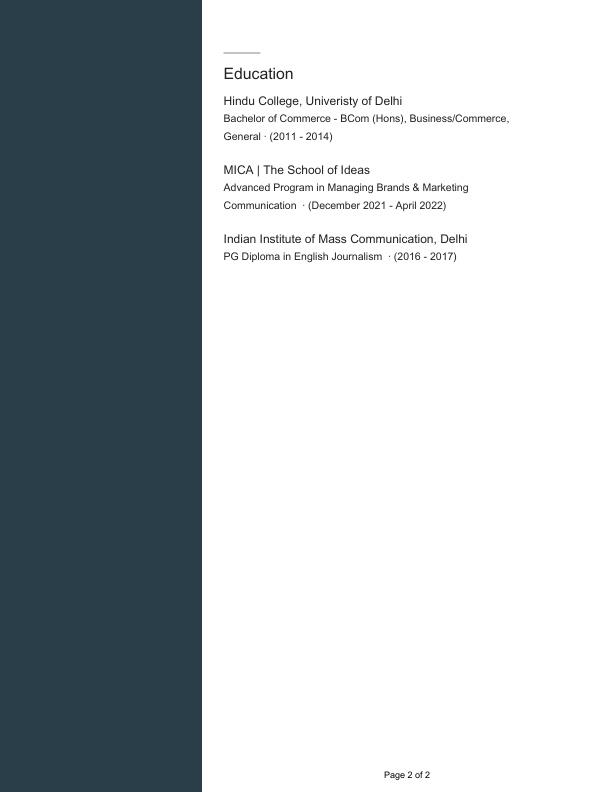 Education
Hindu College, Univeristy of Delhi
Bachelor of Commerce - BCom (Hons), Business/Commerce,
General · (2011 - 2014)
MICA | The School of Ideas
Advanced Program in Managing Brands & Marketing
Communication · (December 2021 - April 2022)
Indian Institute of Mass Communication, Delhi
PG Diploma in English Journalism · (2016 - 2017)
Page 2 of 2